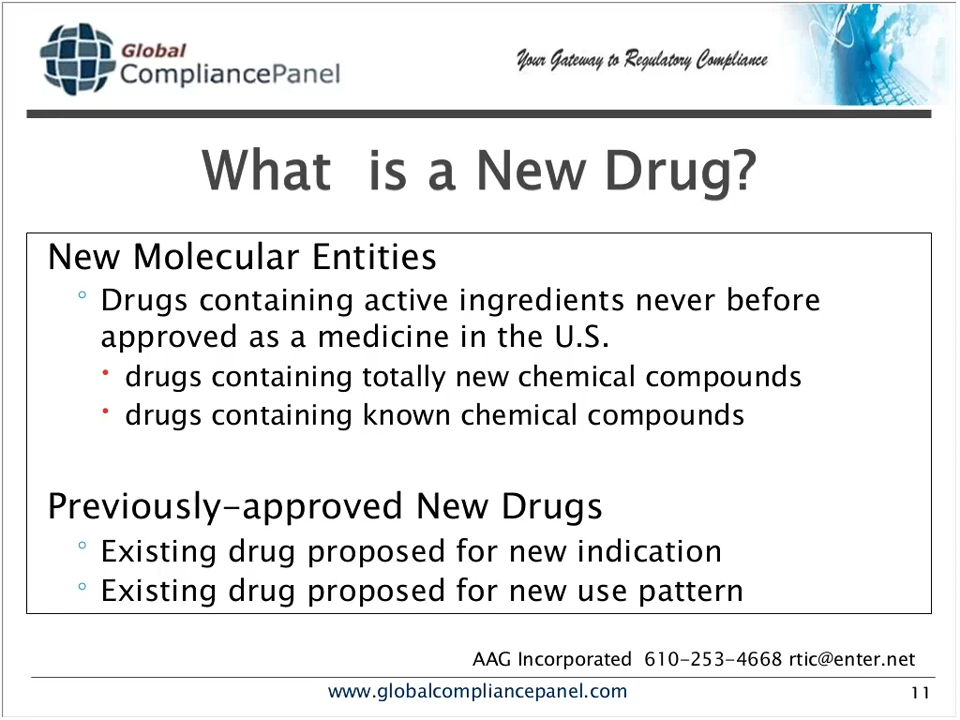 Global
CompliancePanel
Your Gateway to Regulatory Compliance
What is a New Drug?
New Molecular Entities
° Drugs containing active ingredients never before
approved as a medicine in the U.S.
• drugs containing totally new chemical compounds
• drugs containing known chemical compounds
Previously-approved New Drugs
° Existing drug proposed for new indication
° Existing drug proposed for new use pattern
AAG Incorporated 610-253-4668 rtic@enter.net
www.globalcompliancepanel.com
11